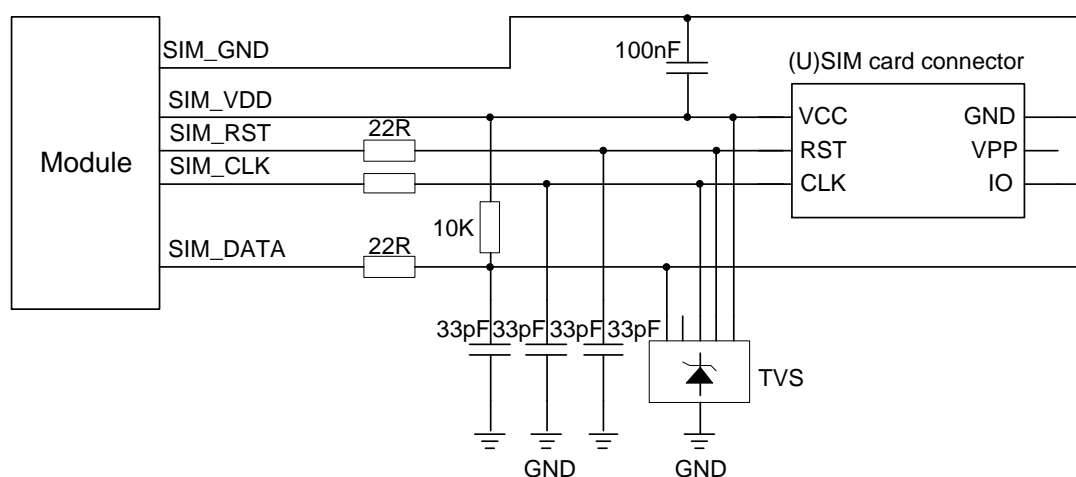 SIM_GND
100nF
(U)SIM card connector
SIM_VDD
VCC
GND
SIM_RST
22R
RST
VPP
Module
SIM_CLK
CLK
IO
10K
SIM_DATA
22R
33pF 33pF 33pF 33pF
TVS
GND
GND